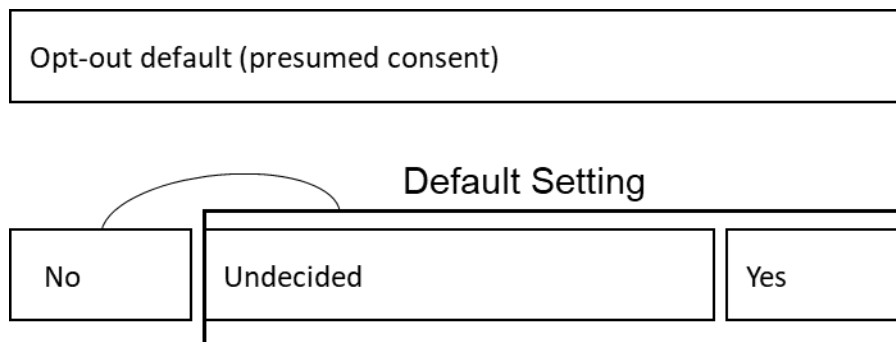 Opt-out default (presumed consent)
Default Setting
No
Undecided
Yes